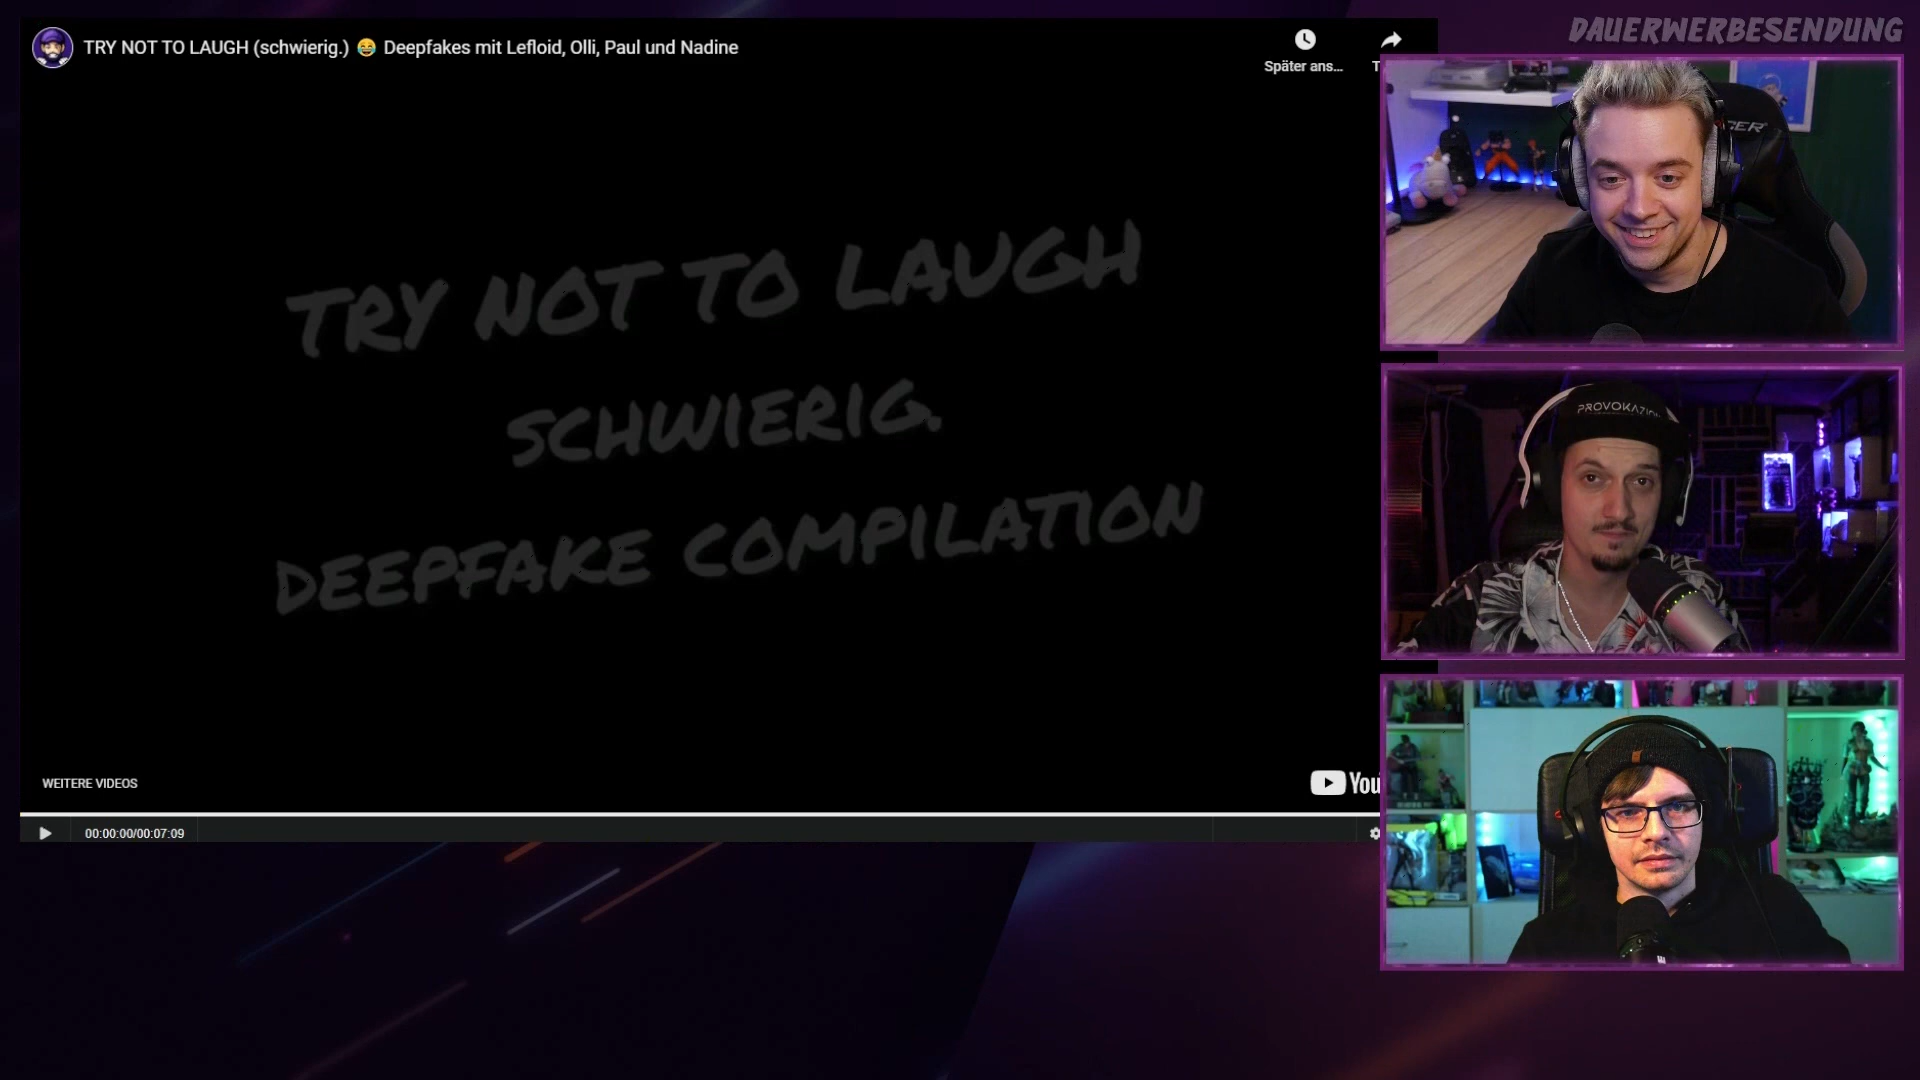 DAUERWERBESENDUNG
TRY NOT TO LAUGH (schwierig.) 😂 Deepfakes mit Lefloid, Olli, Paul und Nadine
Später ans...
TRY NOT TO LAUGH
SCHWIERIG.
DEEPFAKE COMPILATION
PROVOKAZION
WEITERE VIDEOS
You
00:00:00/00:07:09